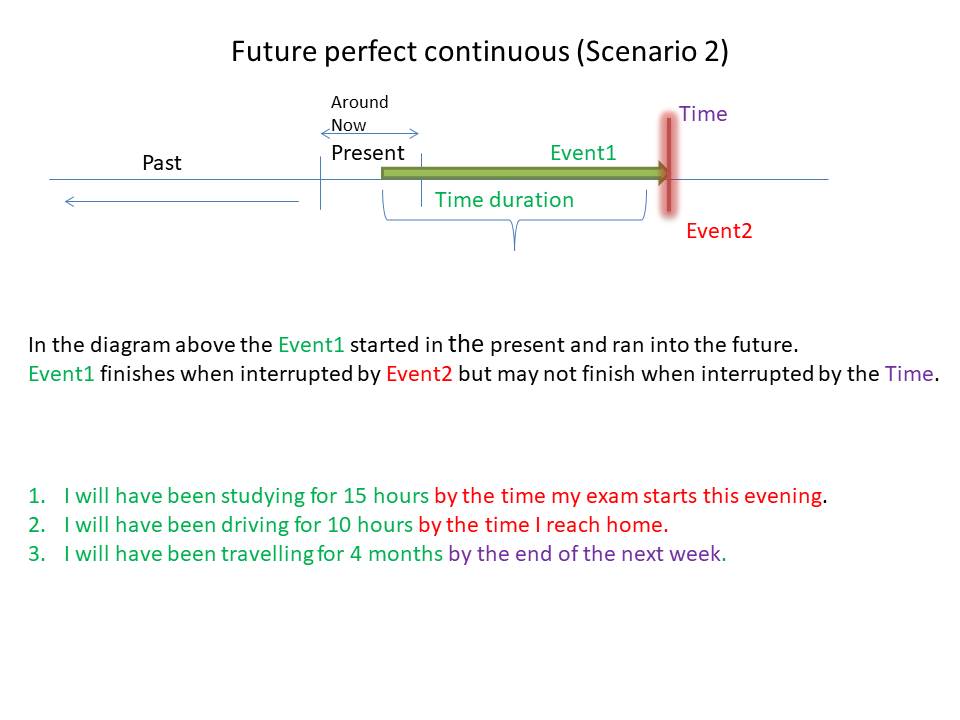 Future perfect continuous (Scenario 2)
Around
Now
Time
Past
Present
Event1
Time duration
Event2
In the diagram above the Event1 started in the present and ran into the future.
Event1 finishes when interrupted by Event2 but may not finish when interrupted by the Time.
1. I will have been studying for 15 hours by the time my exam starts this evening.
2. I will have been driving for 10 hours by the time I reach home.
3. I will have been travelling for 4 months by the end of the next week.